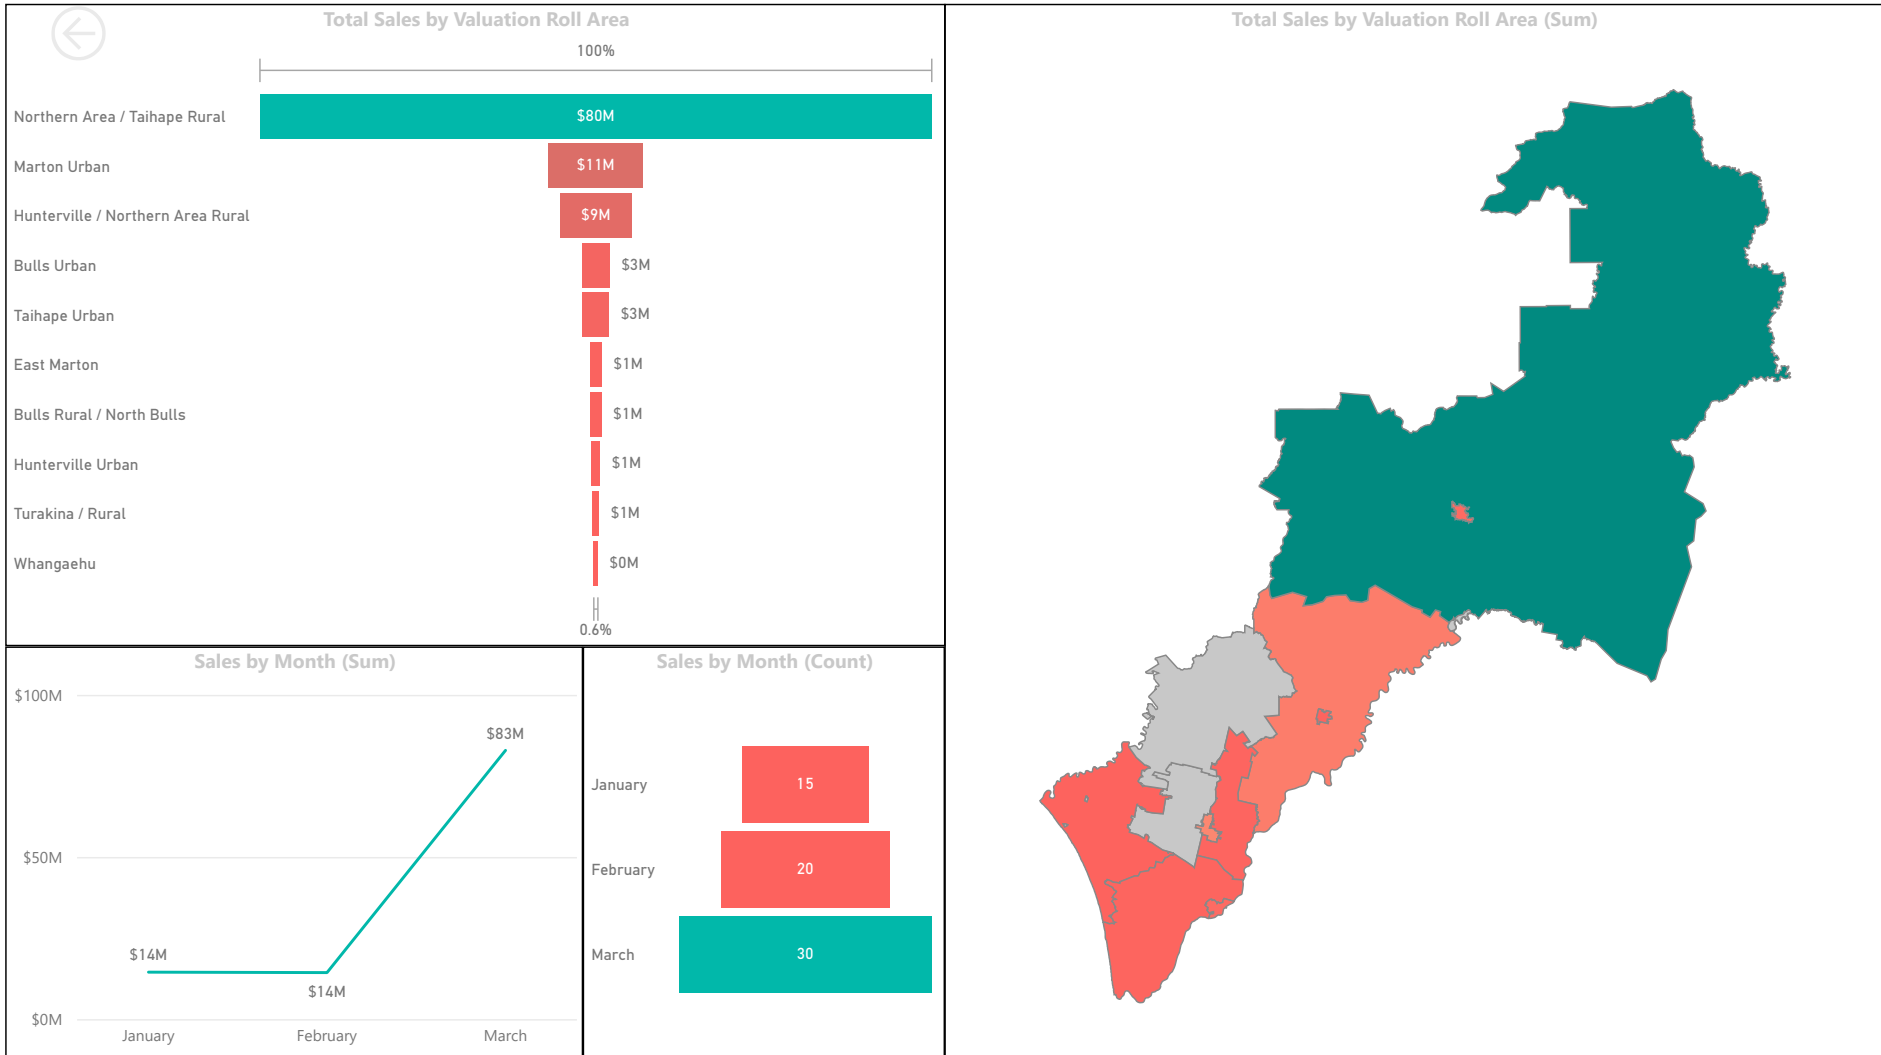 Total Sales by Valuation Roll Area
100%
Northern Area / Taihape Rural $80M
Marton Urban $11M
Hunterville / Northern Area Rural $9M
Bulls Urban $3M
Taihape Urban $3M
East Marton $1M
Bulls Rural / North Bulls $1M
Hunterville Urban $1M
Turakina / Rural $1M
Whangaehu $0M
0.6%
Total Sales by Valuation Roll Area (Sum)
Sales by Month (Sum)
$100M
$83M
$50M
$14M
$14M
$0M
January February March
Sales by Month (Count)
January 15
February 20
March 30